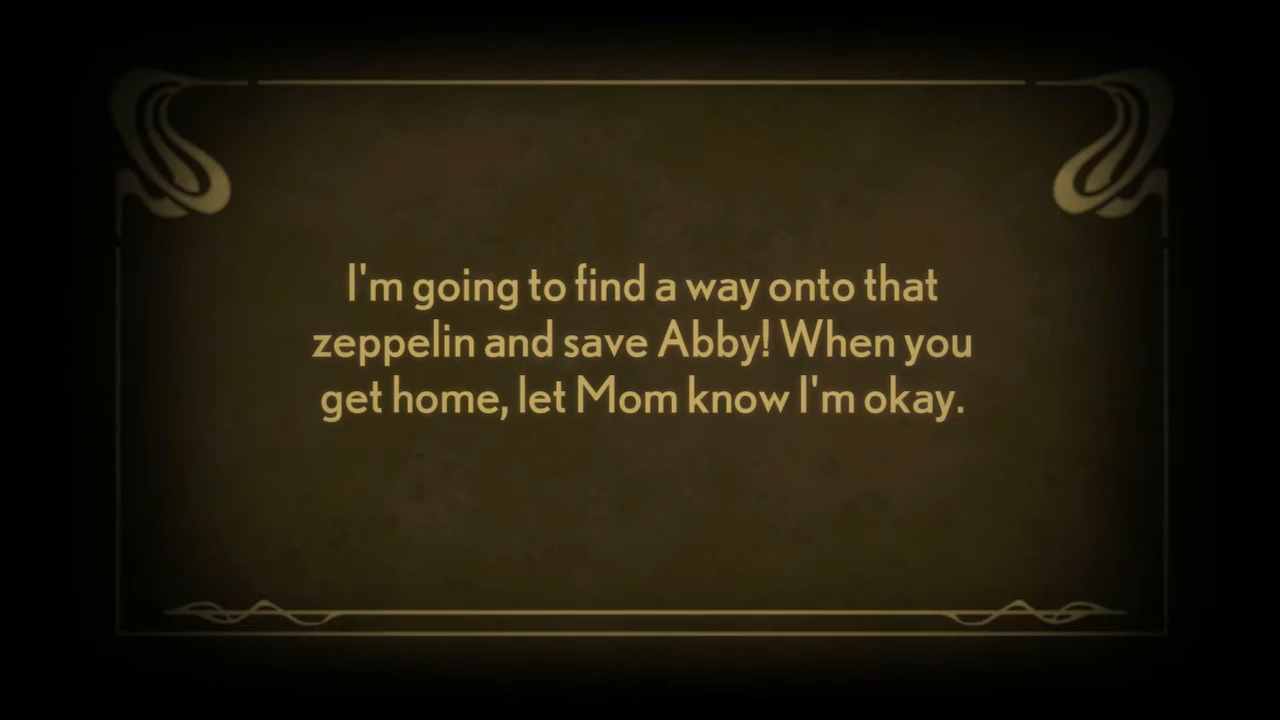 I'm going to find a way onto that
zeppelin and save Abby! When you
get home, let Mom know I'm okay.